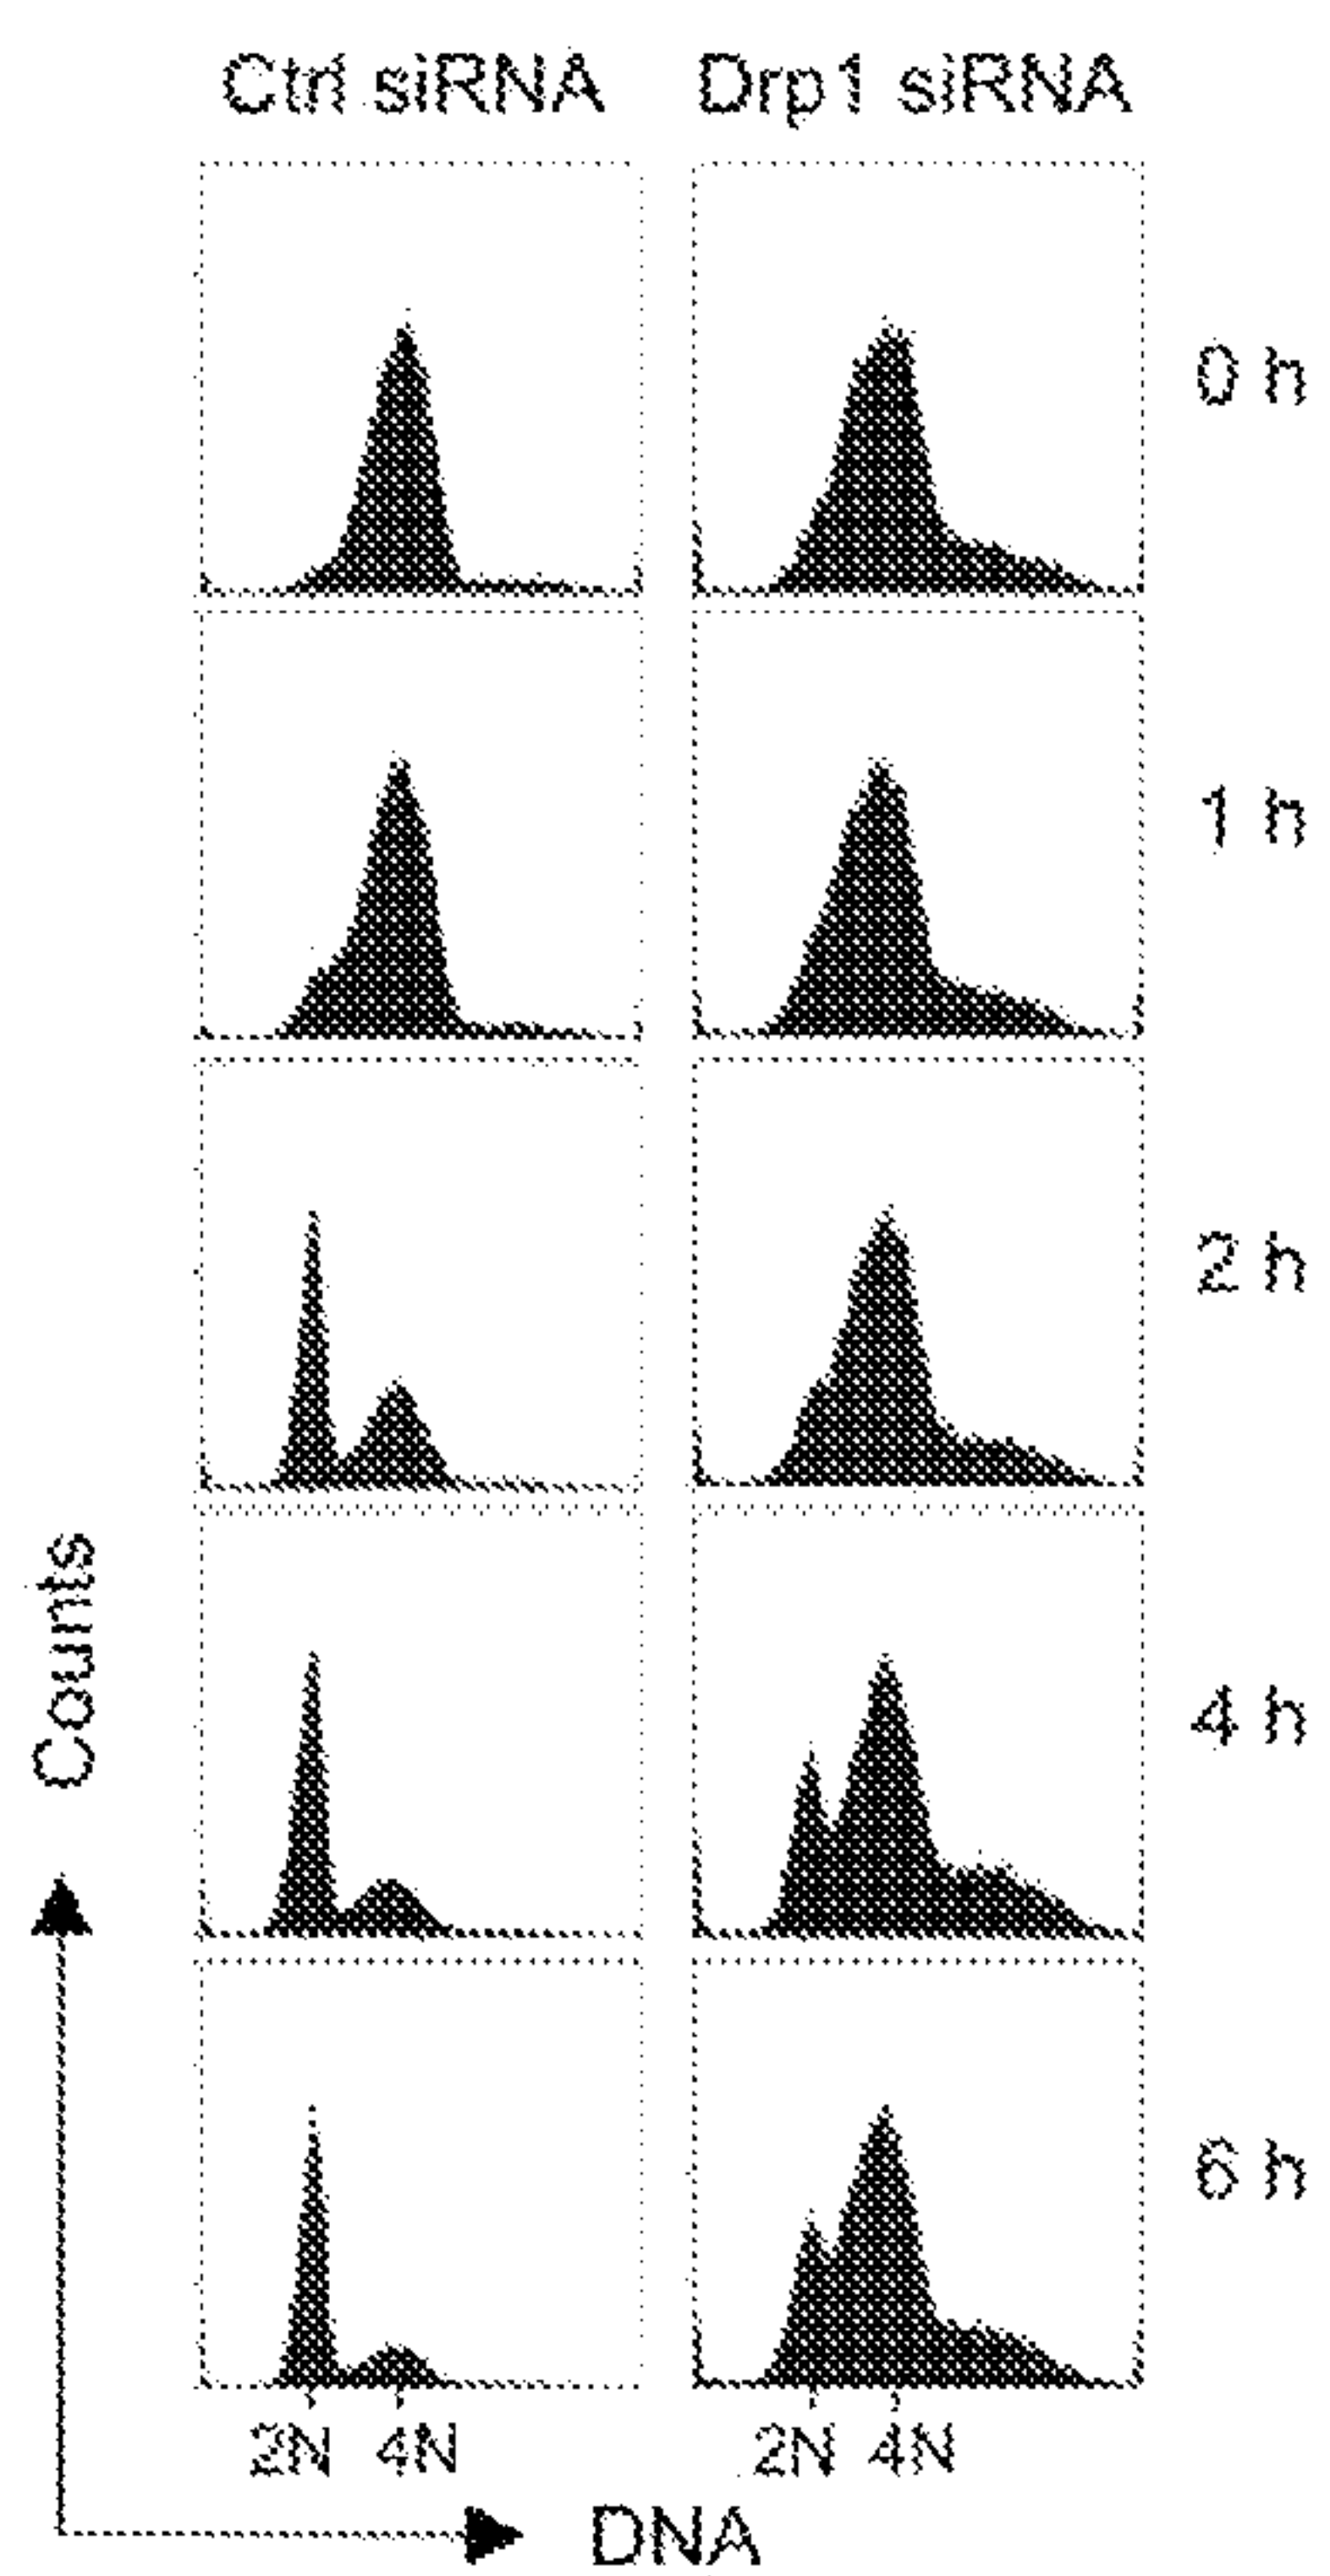 Ctrl siRNA Drp1 siRNA
0 h
1 h
2 h
4 h
6 h
Counts
2N 4N 2N 4N
DNA